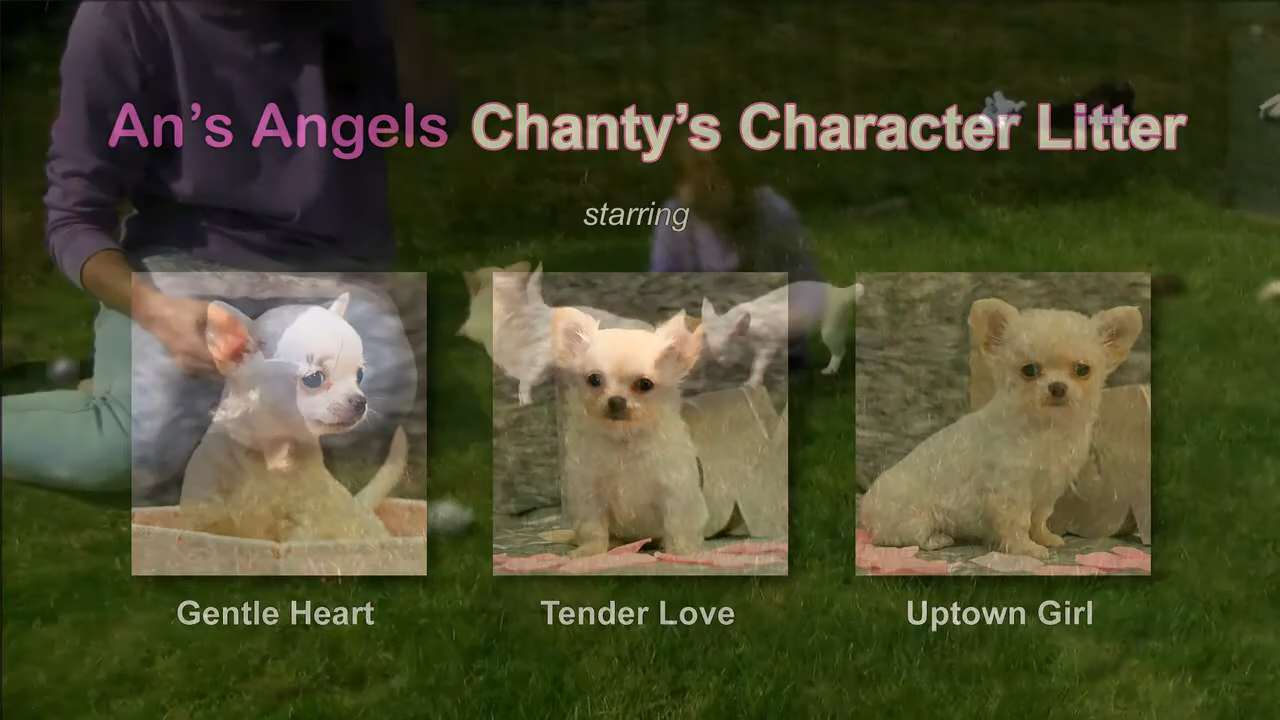 An's Angels Chanty's Character Litter
starring
Gentle Heart
Tender Love
Uptown Girl